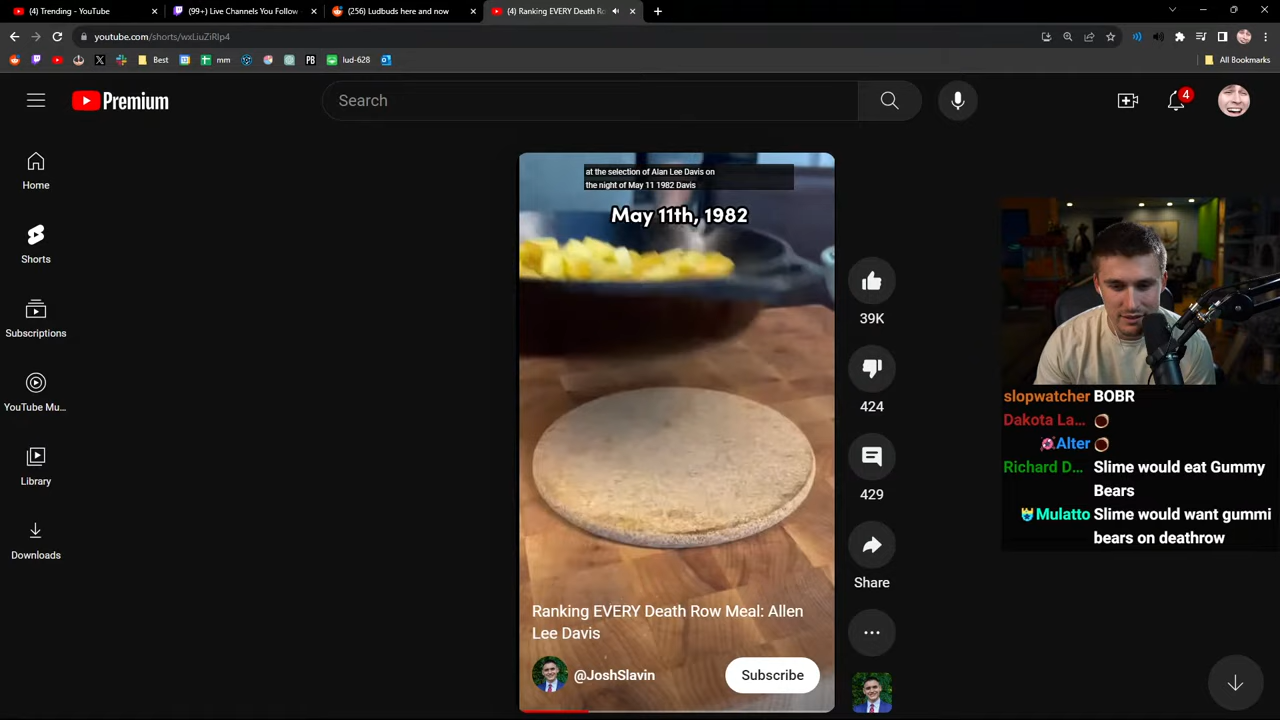 (4) Trending - YouTube
(99+) Live Channels You Follow
(256) Ludbuds here and now
(4) Ranking EVERY Death Ro
youtube.com/shorts/wxLiuZiRlp4
Best
mm
PB
lud-628
All Bookmarks
Premium
Search
4
Home
Shorts
Subscriptions
YouTube Mu...
Library
Downloads
at the selection of Alan Lee Davis on
the night of May 11 1982 Davis
May 11th, 1982
39K
424
429
Share
Ranking EVERY Death Row Meal: Allen
Lee Davis
@JoshSlavin
Subscribe
slopwatcher BOBR
Dakota La...
Alter
Richard D... Slime would eat Gummy
Bears
Mulatto Slime would want gummi
bears on deathrow